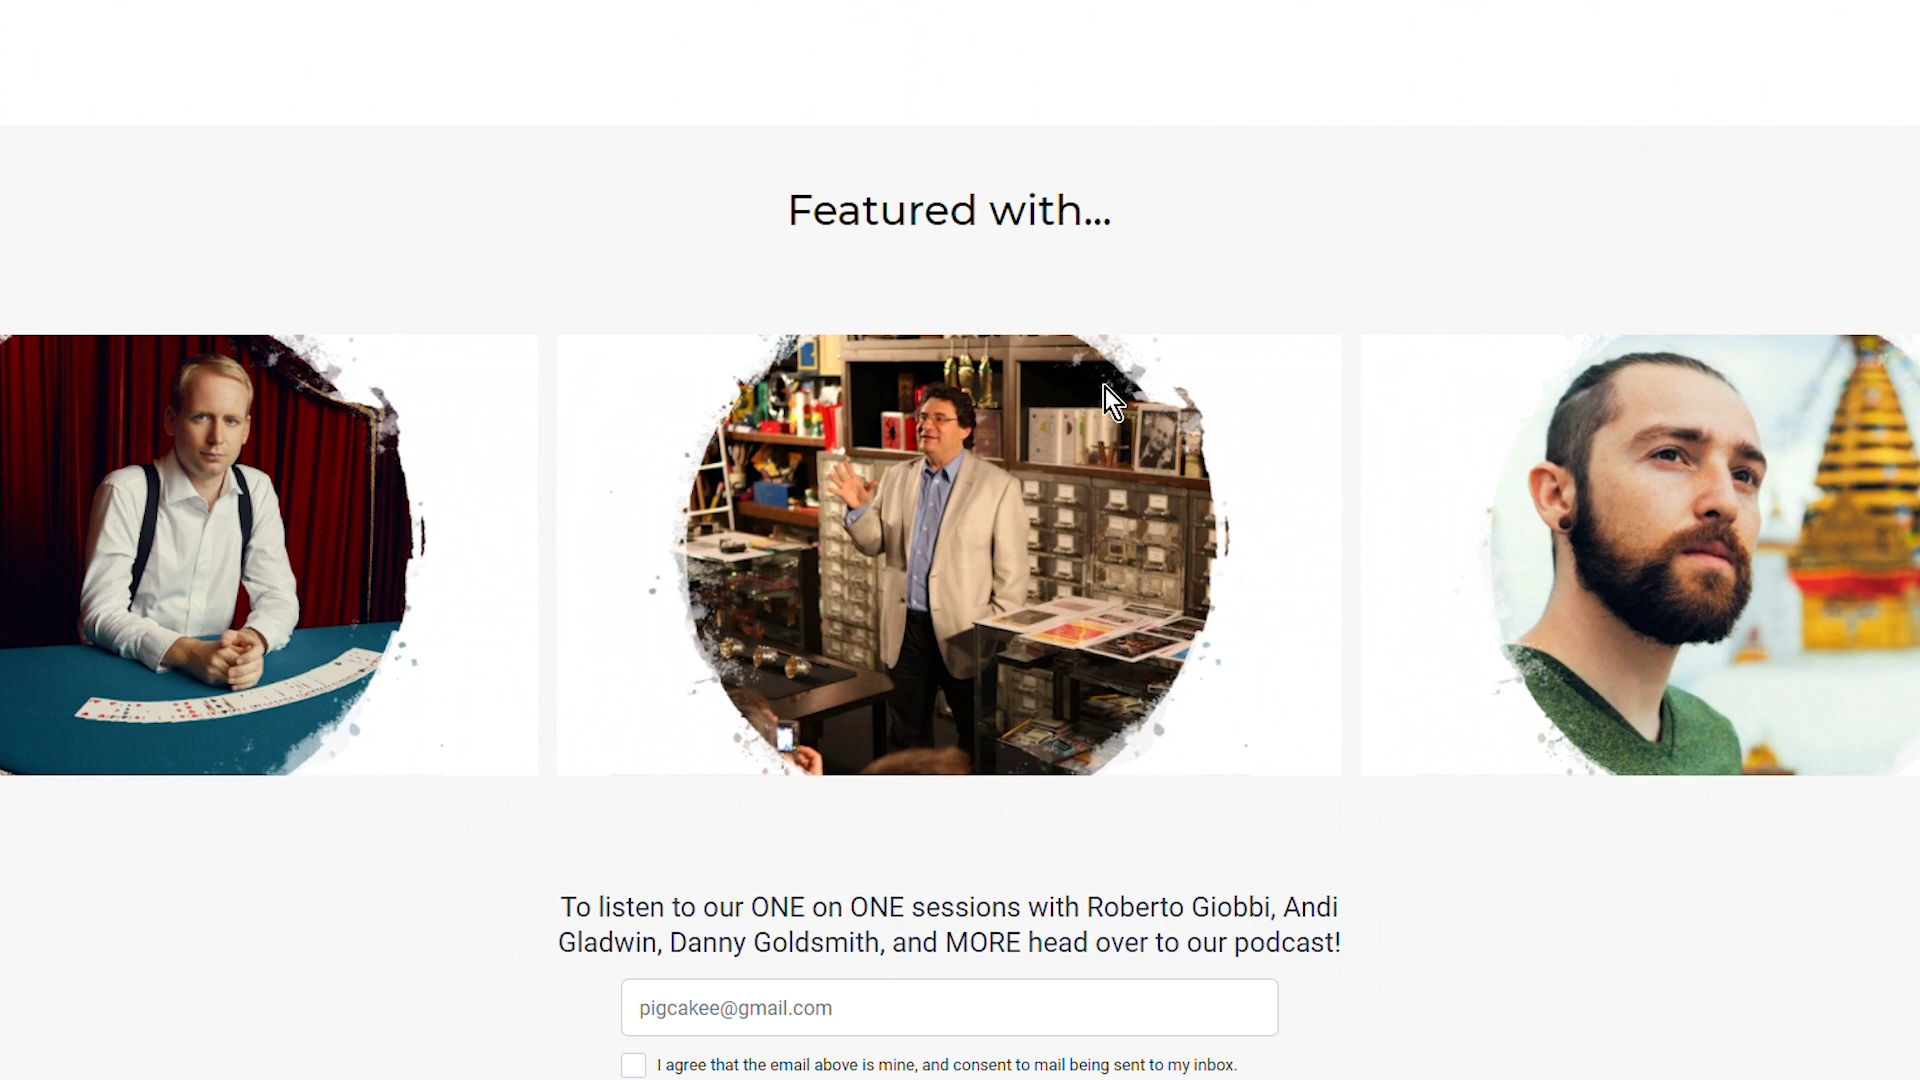 Featured with...
To listen to our ONE on ONE sessions with Roberto Giobbi, Andi
Gladwin, Danny Goldsmith, and MORE head over to our podcast!
pigcakee@gmail.com
I agree that the email above is mine, and consent to mail being sent to my inbox.